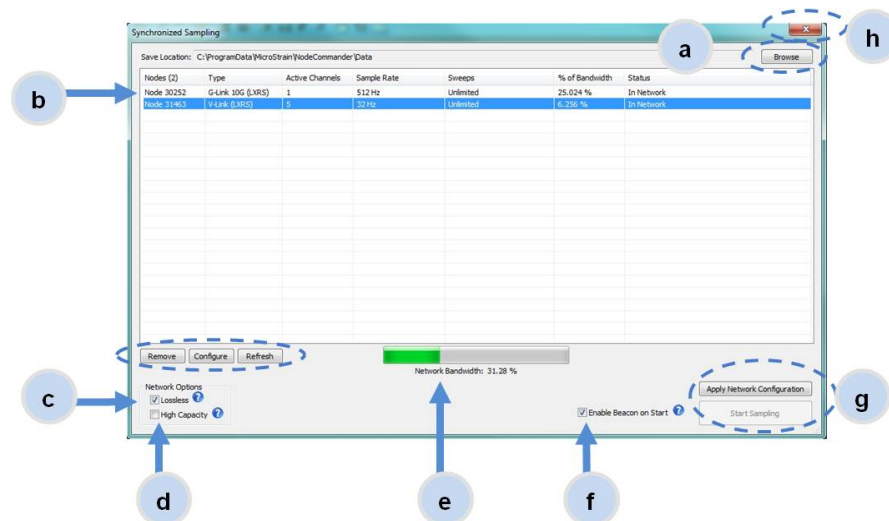 Synchronized Sampling
h
a
Save Location: C:\ProgramData\MicroStrain\NodeCommander\Data
Browse
Nodes (2) Type Active Channels Sample Rate Sweeps % of Bandwidth Status
b
Node 30252 G-Link 10G (LXRS) 1 512 Hz Unlimited 25.024 % In Network
Node 31463 V-Link (LXRS) 5 32 Hz Unlimited 6.256 % In Network
Remove Configure Refresh
Network Bandwidth: 31.28 %
Network Options
Apply Network Configuration
c
Lossless ?
g
High Capacity ?
Enable Beacon on Start ?
Start Sampling
d
e
f